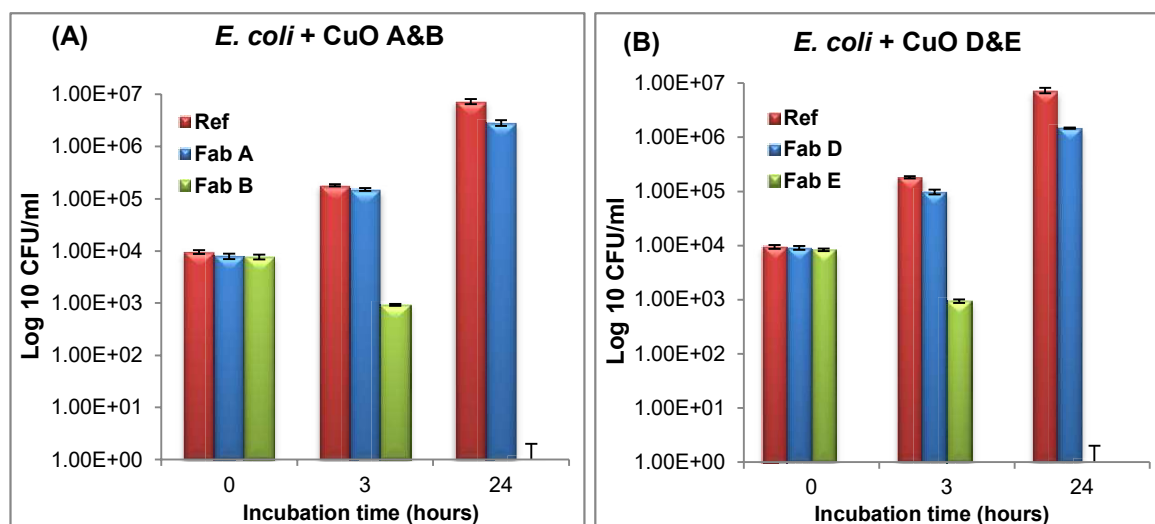 (A) E. coli + CuO A&B
1.00E+07
1.00E+06
1.00E+05
1.00E+04
1.00E+03
1.00E+02
1.00E+01
1.00E+00
Log 10 CFU/ml
Ref
Fab A
Fab B
0 3 24
Incubation time (hours)
(B) E. coli + CuO D&E
1.00E+07
1.00E+06
1.00E+05
1.00E+04
1.00E+03
1.00E+02
1.00E+01
1.00E+00
Log 10 CFU/ml
Ref
Fab D
Fab E
0 3 24
Incubation time (hours)